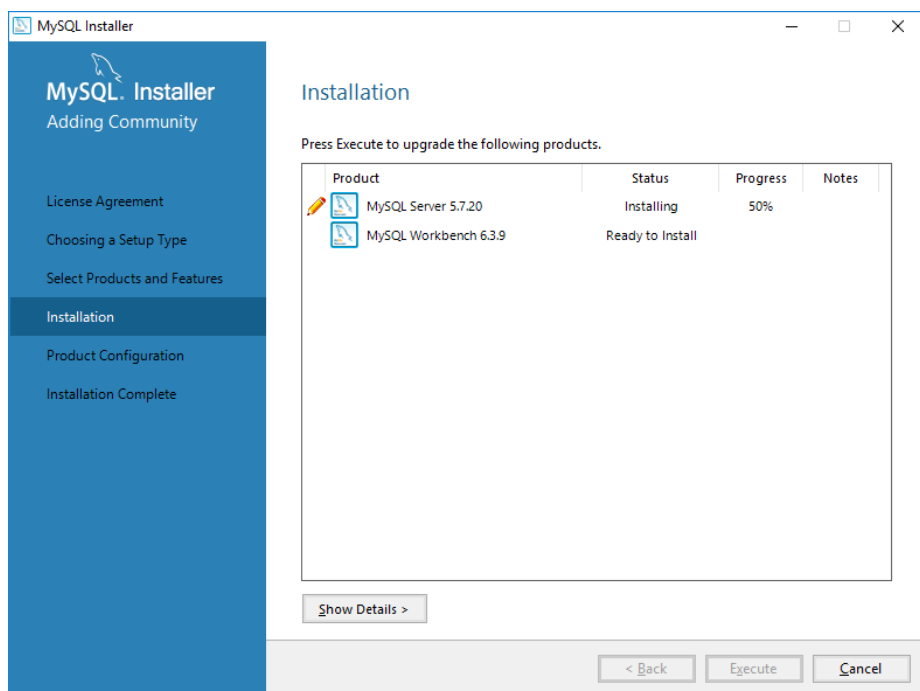 MySQL Installer
MySQL. Installer
Adding Community
License Agreement
Choosing a Setup Type
Select Products and Features
Installation
Product Configuration
Installation Complete
Installation
Press Execute to upgrade the following products.
Product Status Progress Notes
MySQL Server 5.7.20 Installing 50%
MySQL Workbench 6.3.9 Ready to Install
Show Details >
< Back Execute Cancel